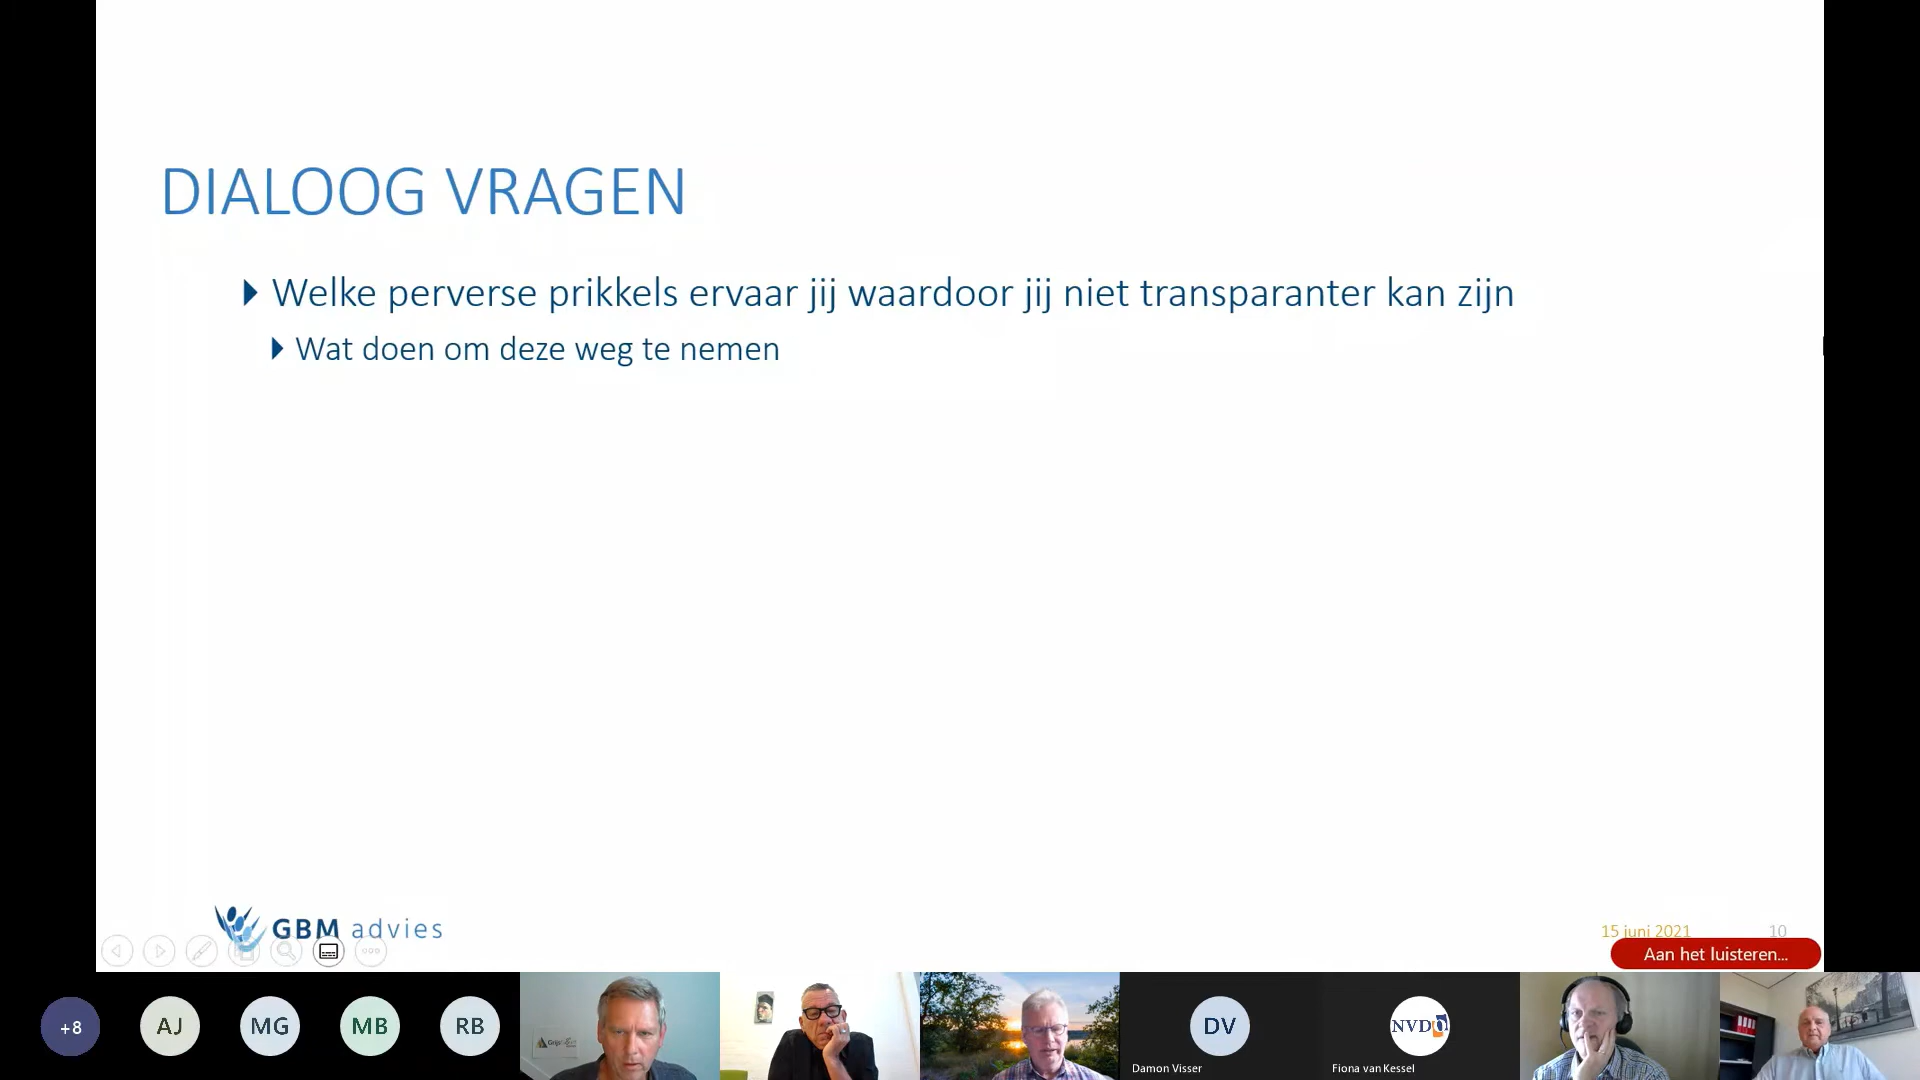 DIALOOG VRAGEN
Welke perverse prikkels ervaar jij waardoor jij niet transparanter kan zijn
Wat doen om deze weg te nemen
GBM advies
15 juni 2021
10
Aan het luisteren...
+8
AJ
MG
MB
RB
DV
Damon Visser
NVDO
Fiona van Kessel